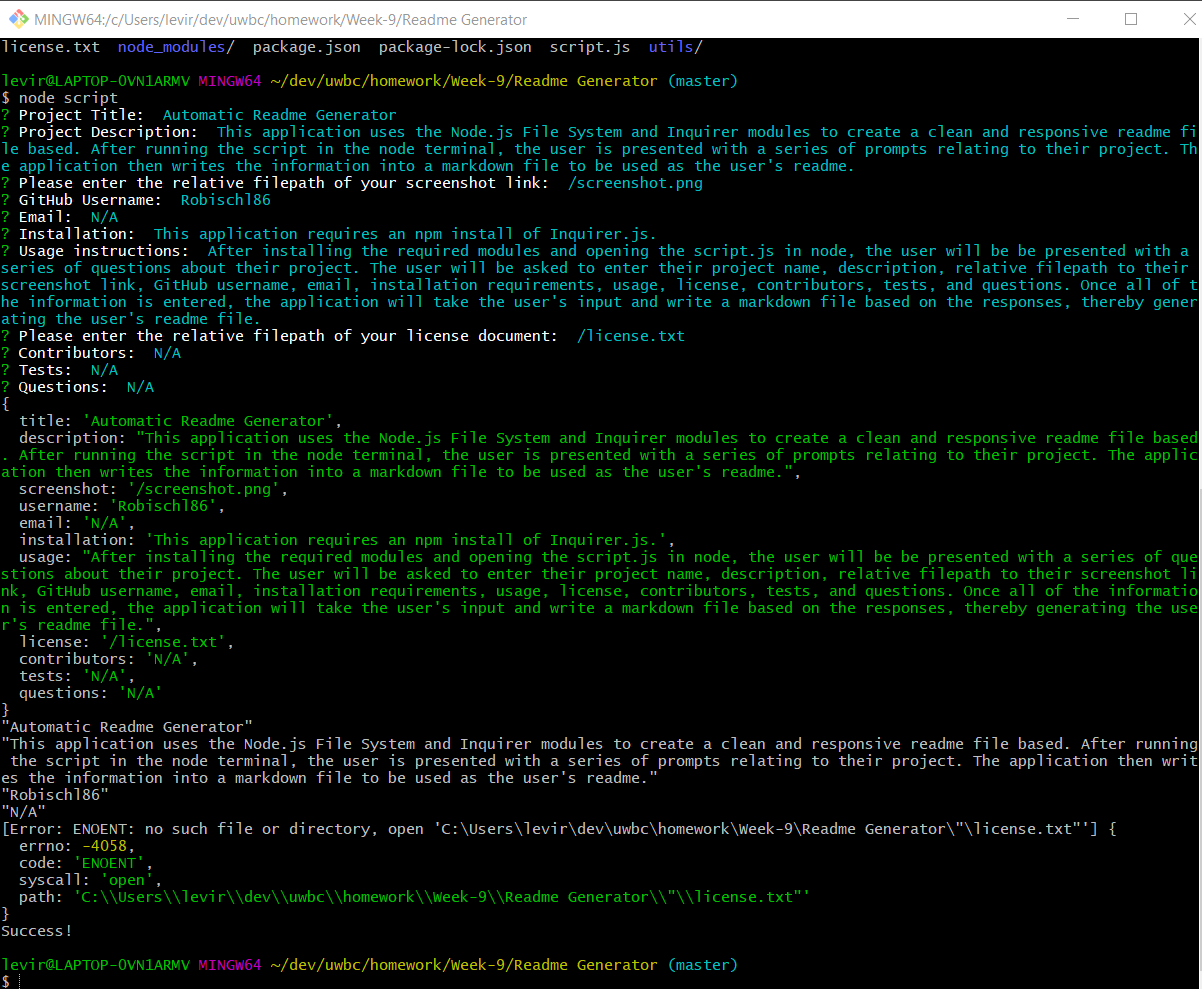 MINGW64:/c/Users/levir/dev/uwbc/homework/Week-9/Readme Generator
license.txt  node_modules/  package.json  package-lock.json  script.js  utils/
levir@LAPTOP-0VN1ARMV MINGW64 ~/dev/uwbc/homework/Week-9/Readme Generator (master)
$ node script
? Project Title:  Automatic Readme Generator
? Project Description:  This application uses the Node.js File System and Inquirer modules to create a clean and responsive readme fi
le based. After running the script in the node terminal, the user is presented with a series of prompts relating to their project. Th
e application then writes the information into a markdown file to be used as the user's readme.
? Please enter the relative filepath of your screenshot link:  /screenshot.png
? GitHub Username:  Robischl86
? Email:  N/A
? Installation:  This application requires an npm install of Inquirer.js.
? Usage instructions:  After installing the required modules and opening the script.js in node, the user will be be presented with a
series of questions about their project. The user will be asked to enter their project name, description, relative filepath to their
screenshot link, GitHub username, email, installation requirements, usage, license, contributors, tests, and questions. Once all of t
he information is entered, the application will take the user's input and write a markdown file based on the responses, thereby gener
ating the user's readme file.
? Please enter the relative filepath of your license document:  /license.txt
? Contributors:  N/A
? Tests:  N/A
? Questions:  N/A
{
  title: 'Automatic Readme Generator',
  description: "This application uses the Node.js File System and Inquirer modules to create a clean and responsive readme file based
. After running the script in the node terminal, the user is presented with a series of prompts relating to their project. The applic
ation then writes the information into a markdown file to be used as the user's readme.",
  screenshot: '/screenshot.png',
  username: 'Robischl86',
  email: 'N/A',
  installation: 'This application requires an npm install of Inquirer.js.',
  usage: "After installing the required modules and opening the script.js in node, the user will be be presented with a series of que
stions about their project. The user will be asked to enter their project name, description, relative filepath to their screenshot li
nk, GitHub username, email, installation requirements, usage, license, contributors, tests, and questions. Once all of the informatio
n is entered, the application will take the user's input and write a markdown file based on the responses, thereby generating the use
r's readme file.",
  license: '/license.txt',
  contributors: 'N/A',
  tests: 'N/A',
  questions: 'N/A'
}
"Automatic Readme Generator"
"This application uses the Node.js File System and Inquirer modules to create a clean and responsive readme file based. After running
 the script in the node terminal, the user is presented with a series of prompts relating to their project. The application then writ
es the information into a markdown file to be used as the user's readme."
"Robischl86"
"N/A"
[Error: ENOENT: no such file or directory, open 'C:\Users\levir\dev\uwbc\homework\Week-9\Readme Generator\"\license.txt"'] {
  errno: -4058,
  code: 'ENOENT',
  syscall: 'open',
  path: 'C:\\Users\\levir\\dev\\uwbc\\homework\\Week-9\\Readme Generator\\"\\license.txt"'
}
Success!
levir@LAPTOP-0VN1ARMV MINGW64 ~/dev/uwbc/homework/Week-9/Readme Generator (master)
$